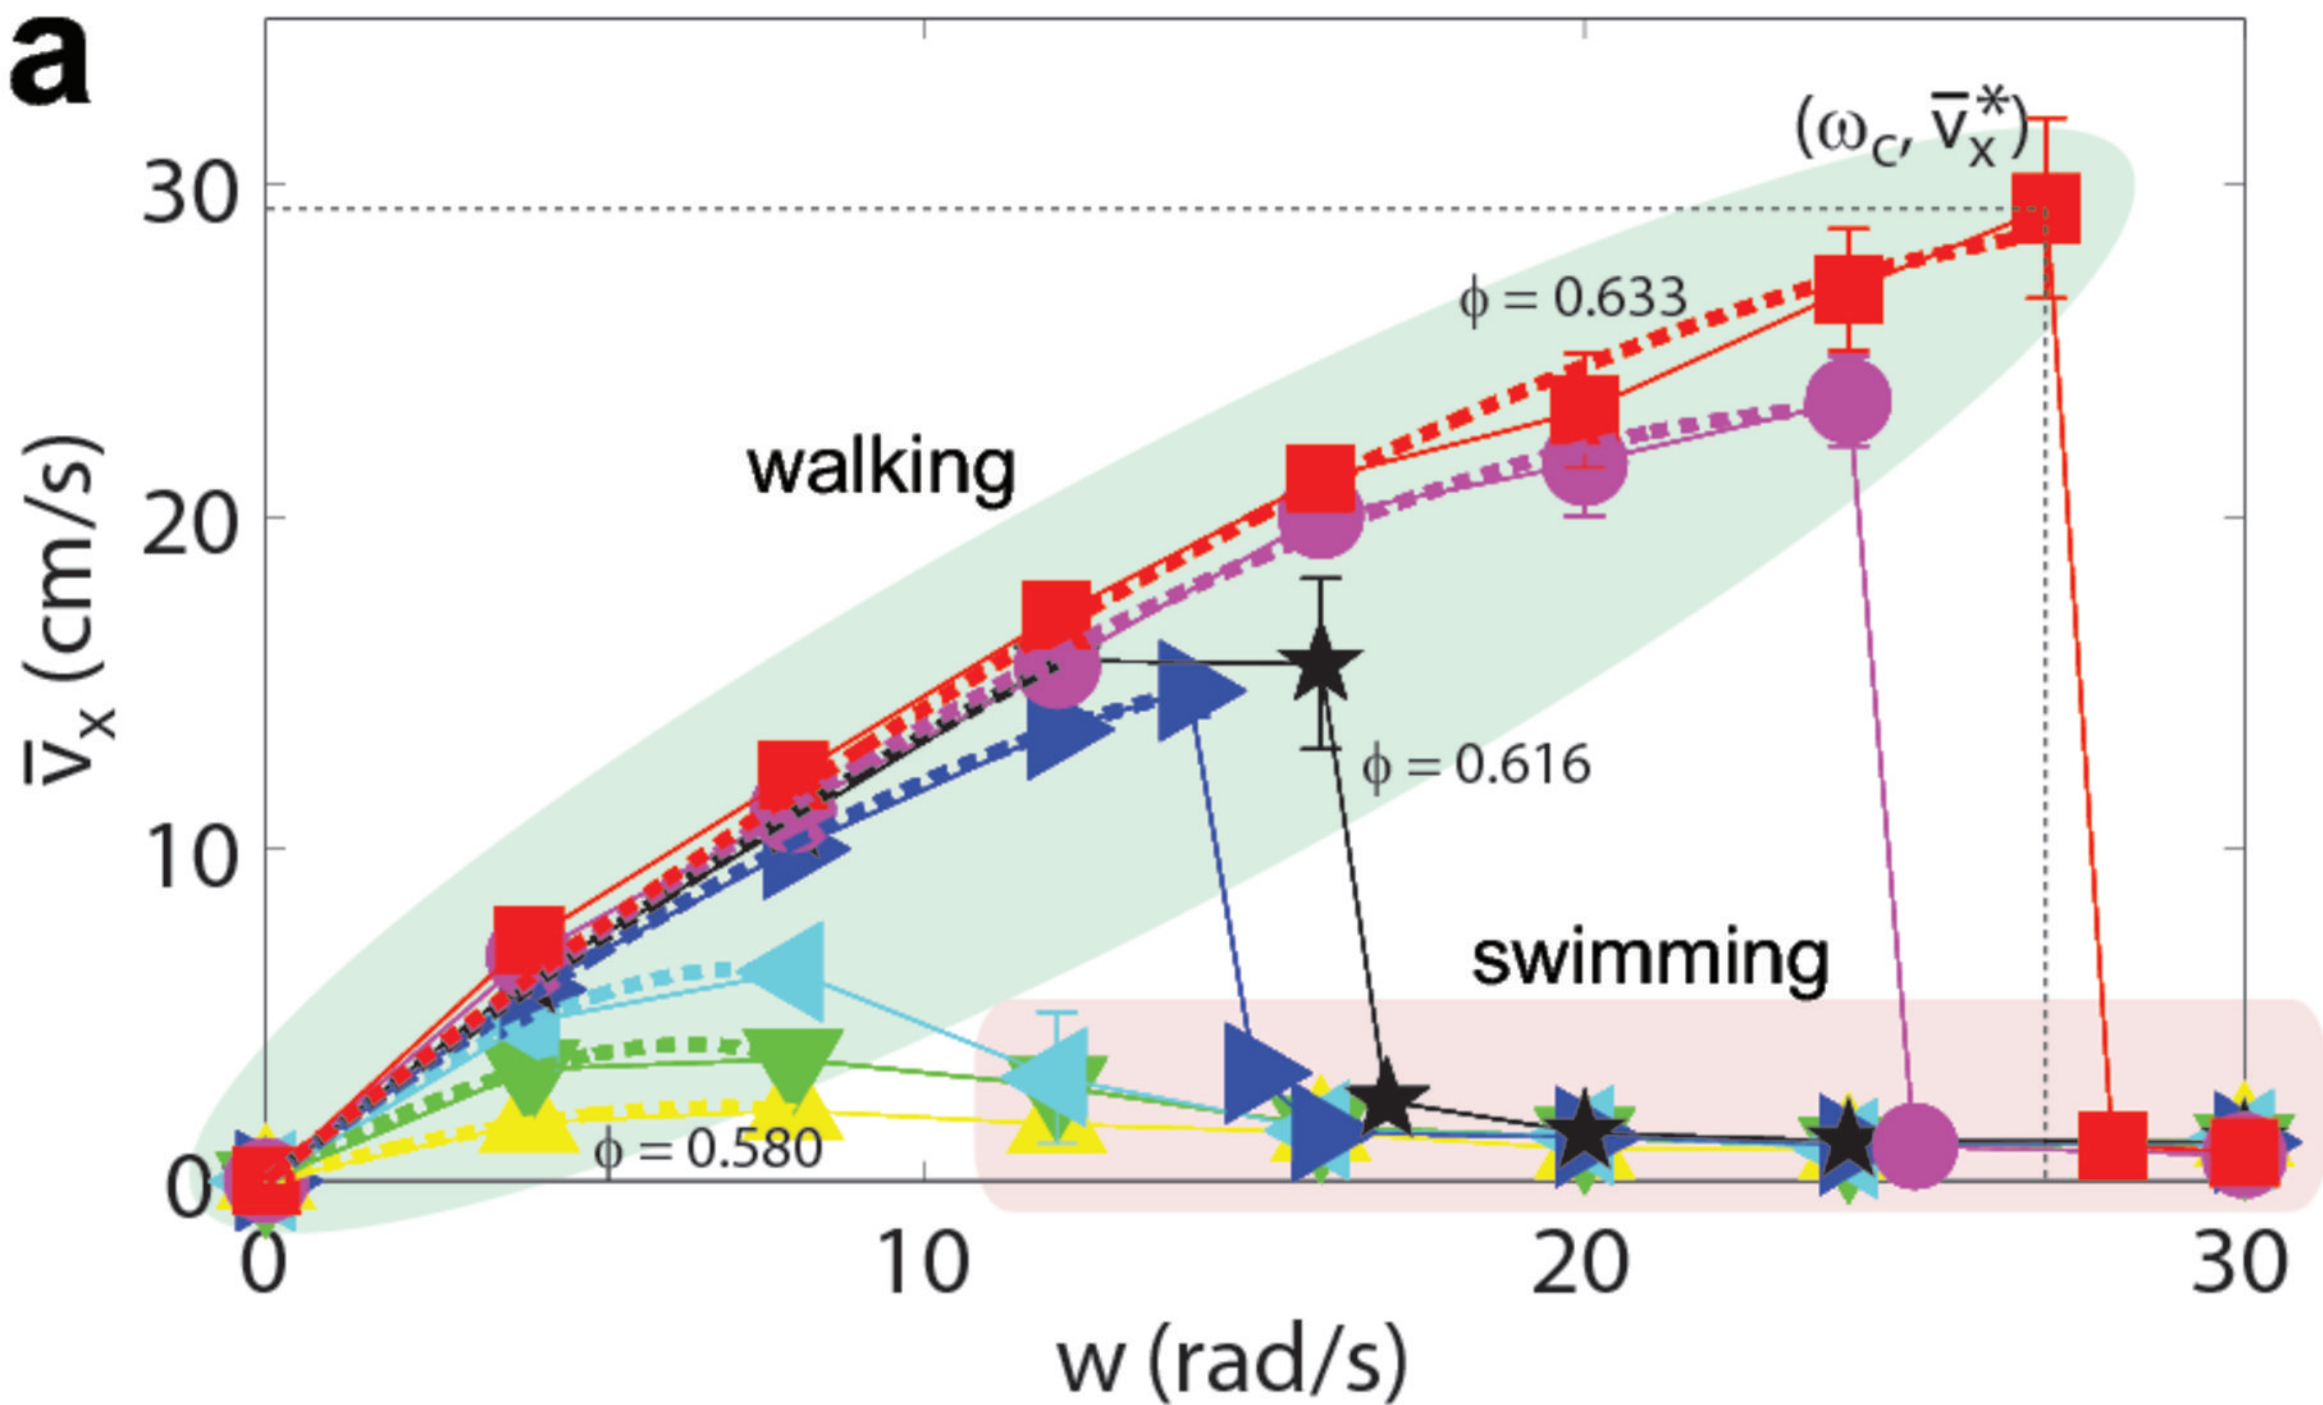 a
(ω_c, v̄_x*)
30
ϕ = 0.633
walking
20
v̄_x (cm/s)
ϕ = 0.616
10
swimming
ϕ = 0.580
0
0 10 20 30
w (rad/s)